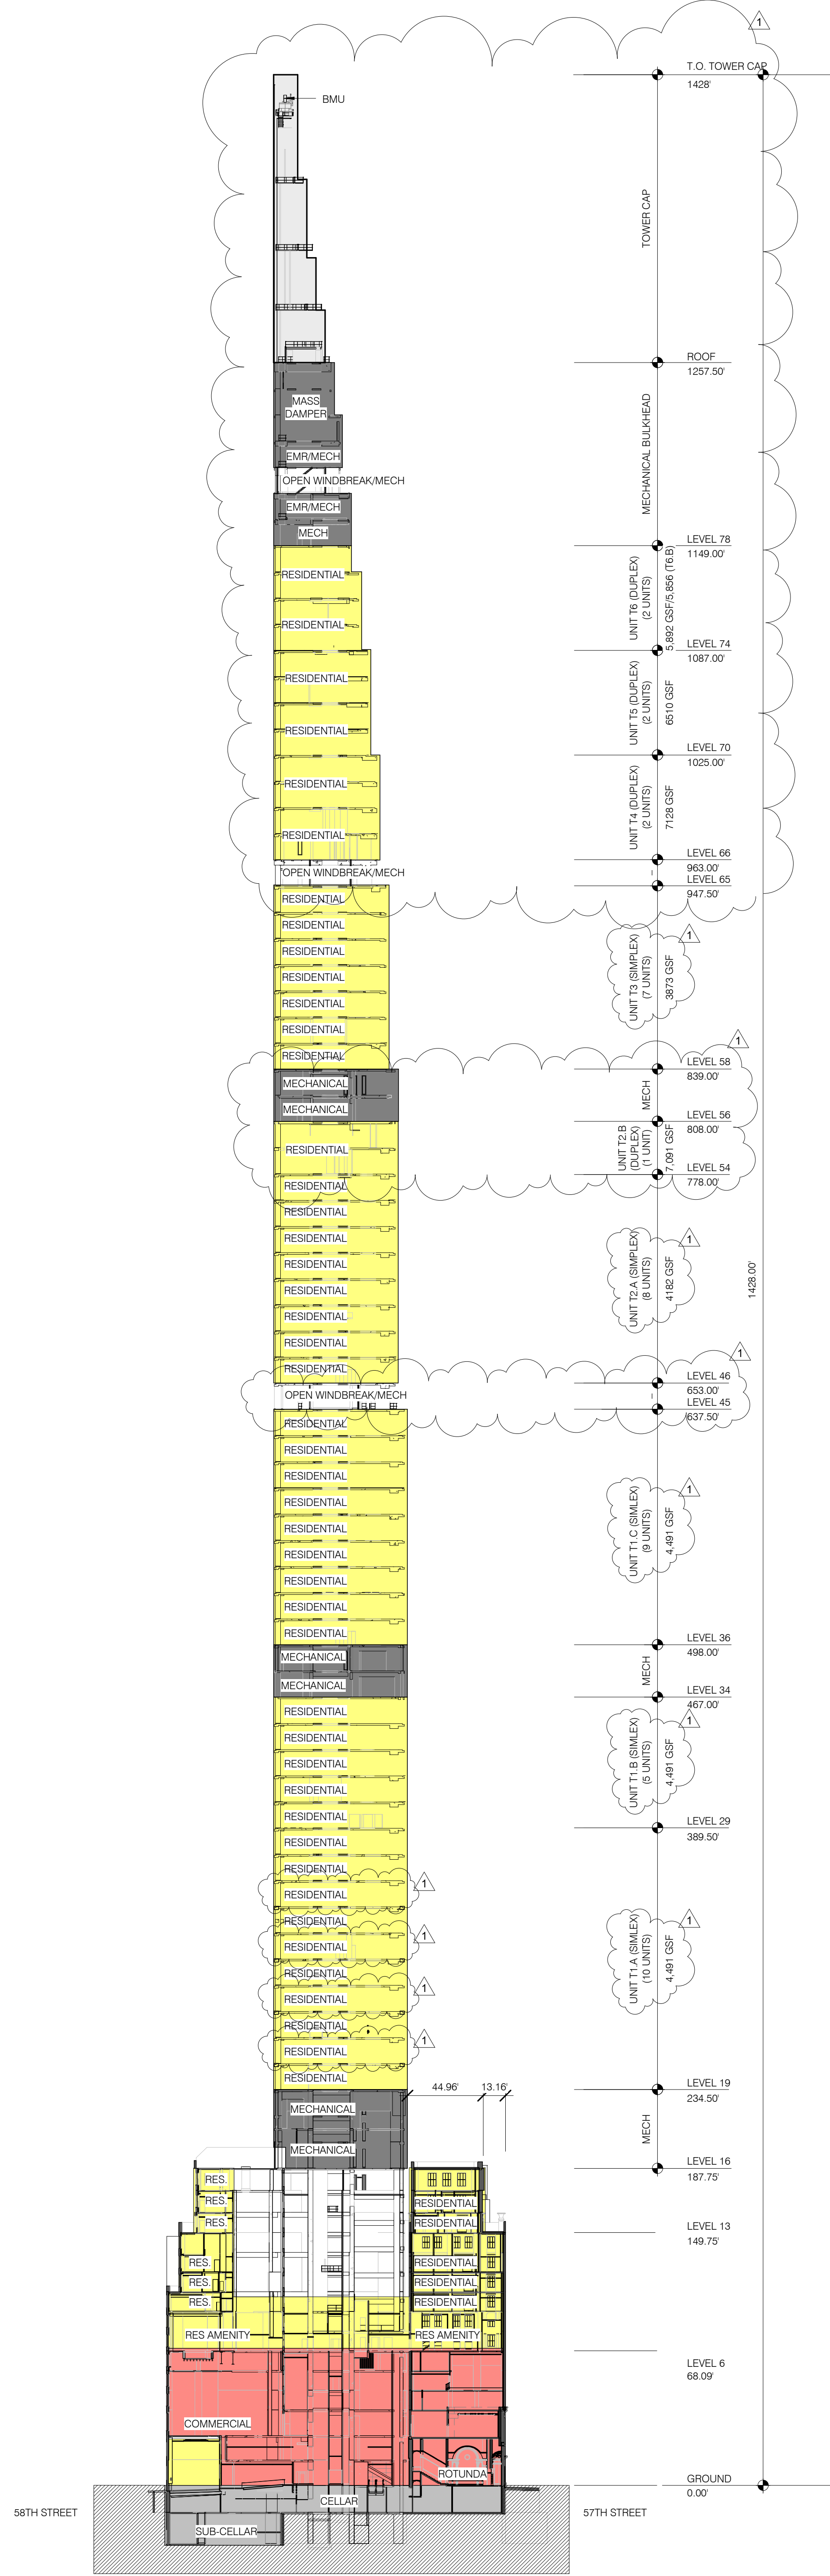 1
T.O. TOWER CAP
1428'
BMU
TOWER CAP
ROOF
1257.50'
MASS
DAMPER
MECHANICAL BULKHEAD
EMR/MECH
OPEN WINDBREAK/MECH
EMR/MECH
MECH
LEVEL 78
1149.00'
RESIDENTIAL
RESIDENTIAL
UNIT T6 (DUPLEX)
(2 UNITS)
5,892 GSF/5,856 (T6.B)
LEVEL 74
1087.00'
RESIDENTIAL
RESIDENTIAL
UNIT T5 (DUPLEX)
(2 UNITS)
6510 GSF
LEVEL 70
1025.00'
RESIDENTIAL
RESIDENTIAL
UNIT T4 (DUPLEX)
(2 UNITS)
7128 GSF
LEVEL 66
963.00'
OPEN WINDBREAK/MECH
LEVEL 65
947.50'
RESIDENTIAL
RESIDENTIAL
RESIDENTIAL
RESIDENTIAL
RESIDENTIAL
RESIDENTIAL
RESIDENTIAL
1
UNIT T3 (SIMPLEX)
(7 UNITS)
3873 GSF
1
LEVEL 58
839.00'
MECHANICAL
MECHANICAL
MECH
LEVEL 56
808.00'
RESIDENTIAL
UNIT T2.B
(DUPLEX)
(1 UNIT)
7,091 GSF
LEVEL 54
778.00'
RESIDENTIAL
RESIDENTIAL
RESIDENTIAL
RESIDENTIAL
RESIDENTIAL
RESIDENTIAL
RESIDENTIAL
RESIDENTIAL
1
UNIT T2.A (SIMPLEX)
(8 UNITS)
4182 GSF
1428.00'
1
LEVEL 46
653.00'
OPEN WINDBREAK/MECH
LEVEL 45
637.50'
RESIDENTIAL
RESIDENTIAL
RESIDENTIAL
RESIDENTIAL
RESIDENTIAL
RESIDENTIAL
RESIDENTIAL
RESIDENTIAL
RESIDENTIAL
1
UNIT T1.C (SIMLEX)
(9 UNITS)
4,491 GSF
LEVEL 36
498.00'
MECHANICAL
MECHANICAL
MECH
LEVEL 34
467.00'
RESIDENTIAL
RESIDENTIAL
RESIDENTIAL
RESIDENTIAL
RESIDENTIAL
1
UNIT T1.B (SIMLEX)
(5 UNITS)
4,491 GSF
LEVEL 29
389.50'
RESIDENTIAL
RESIDENTIAL
RESIDENTIAL
1
RESIDENTIAL
RESIDENTIAL
1
RESIDENTIAL
RESIDENTIAL
1
RESIDENTIAL
RESIDENTIAL
1
RESIDENTIAL
1
UNIT T1.A (SIMLEX)
(10 UNITS)
4,491 GSF
44.96'
13.16'
LEVEL 19
234.50'
MECHANICAL
MECHANICAL
MECH
LEVEL 16
187.75'
RES.
RES.
RES.
RESIDENTIAL
RESIDENTIAL
LEVEL 13
149.75'
RES.
RES.
RES.
RESIDENTIAL
RESIDENTIAL
RESIDENTIAL
RES AMENITY
RES AMENITY
LEVEL 6
68.09'
COMMERCIAL
ROTUNDA
GROUND
0.00'
CELLAR
58TH STREET
57TH STREET
SUB-CELLAR